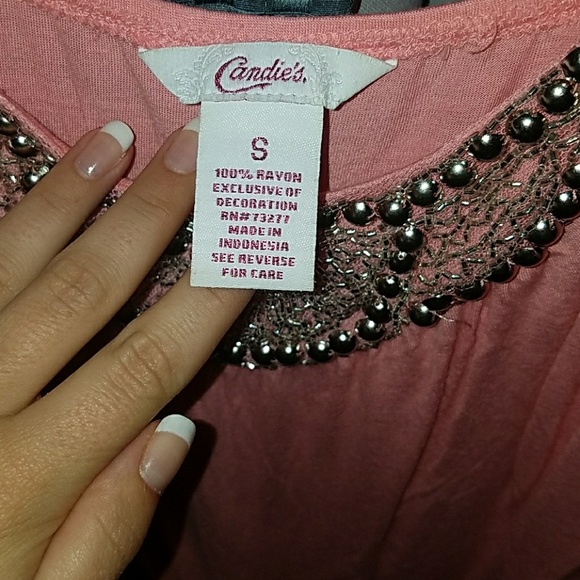 Candie's.
S
100% RAYON
EXCLUSIVE OF
DECORATION
RN#73277
MADE IN
INDONESIA
SEE REVERSE
FOR CARE